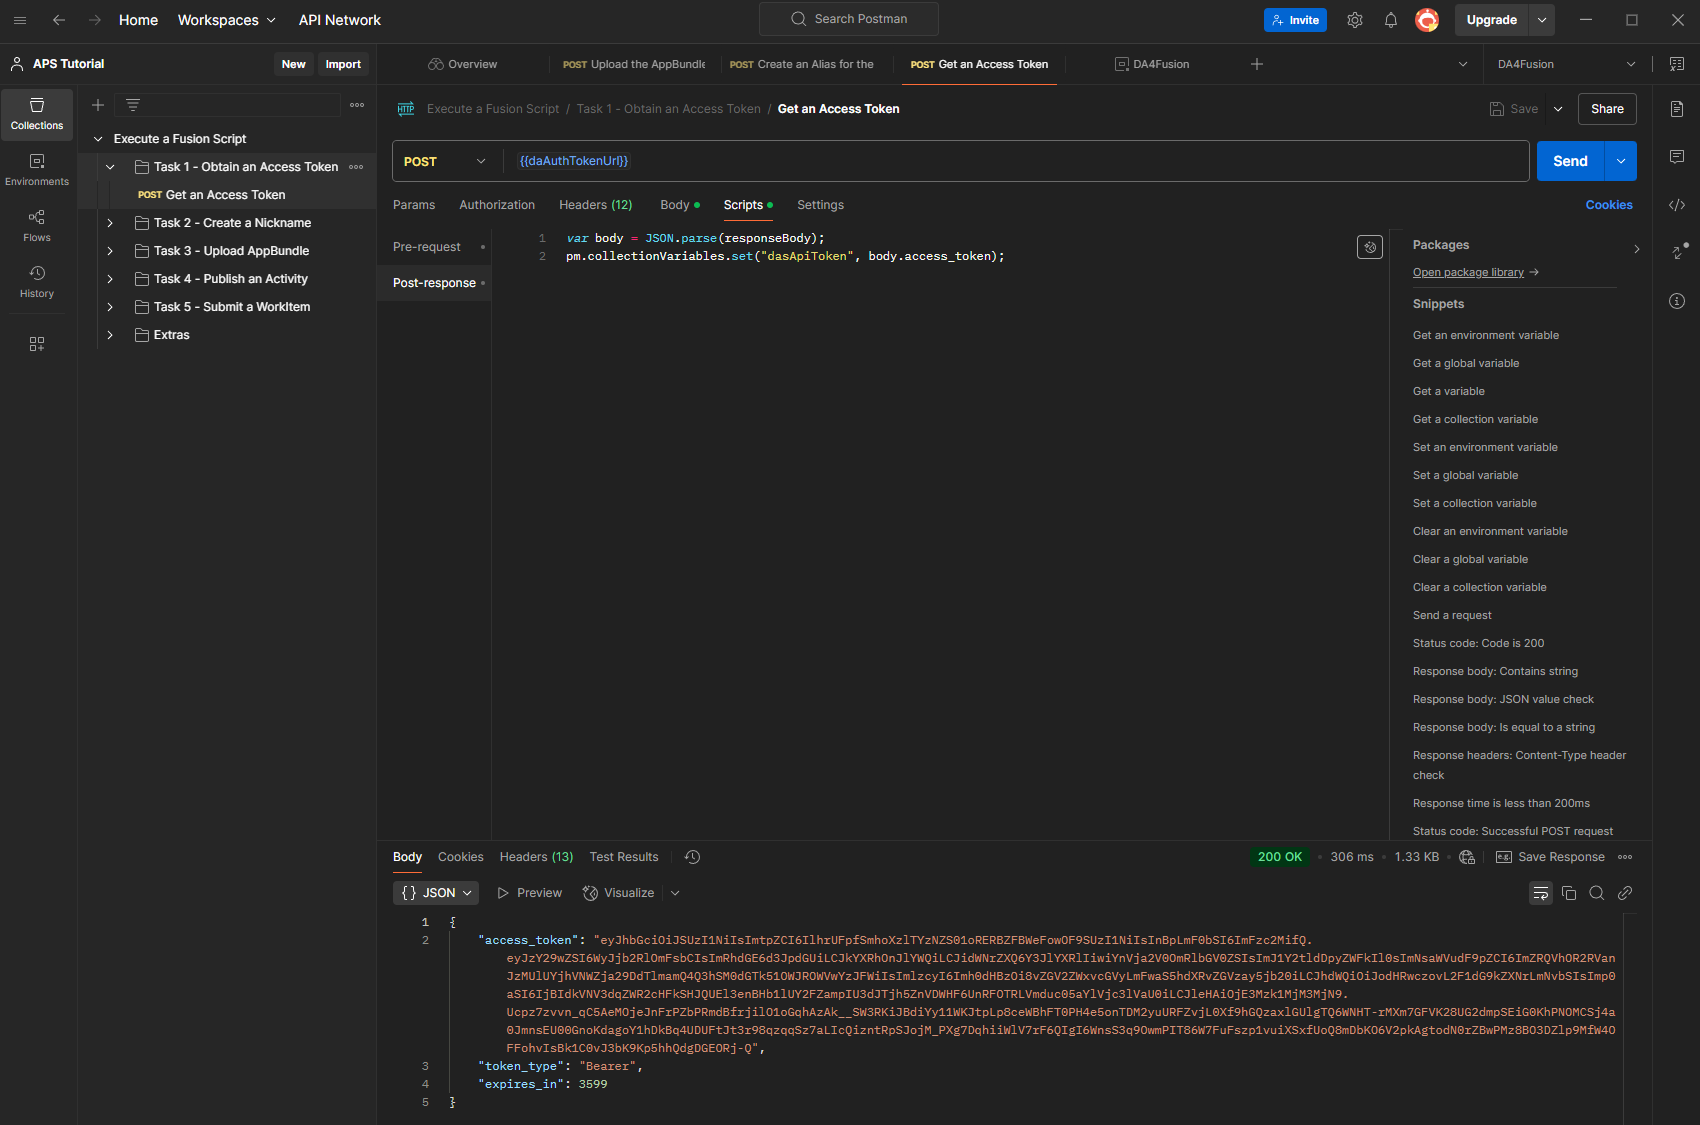 Home Workspaces API Network Search Postman Invite Upgrade
APS Tutorial New Import Overview POST Upload the AppBundle POST Create an Alias for the POST Get an Access Token DA4Fusion DA4Fusion
Collections
Environments
Flows
History
Execute a Fusion Script
Task 1 - Obtain an Access Token
POST Get an Access Token
Task 2 - Create a Nickname
Task 3 - Upload AppBundle
Task 4 - Publish an Activity
Task 5 - Submit a WorkItem
Extras
HTTP Execute a Fusion Script / Task 1 - Obtain an Access Token / Get an Access Token Save Share
POST {{daAuthTokenUrl}} Send
Params Authorization Headers (12) Body Scripts Settings Cookies
Pre-request
Post-response
1 var body = JSON.parse(responseBody);
2 pm.collectionVariables.set("dasApiToken", body.access_token);
Packages
Open package library →
Snippets
Get an environment variable
Get a global variable
Get a variable
Get a collection variable
Set an environment variable
Set a global variable
Set a collection variable
Clear an environment variable
Clear a global variable
Clear a collection variable
Send a request
Status code: Code is 200
Response body: Contains string
Response body: JSON value check
Response body: Is equal to a string
Response headers: Content-Type header
check
Response time is less than 200ms
Status code: Successful POST request
Body Cookies Headers (13) Test Results 200 OK 306 ms 1.33 KB e.g. Save Response
{} JSON Preview Visualize
1 {
2 "access_token":
3 "token_type": "Bearer",
4 "expires_in": 3599
5 }